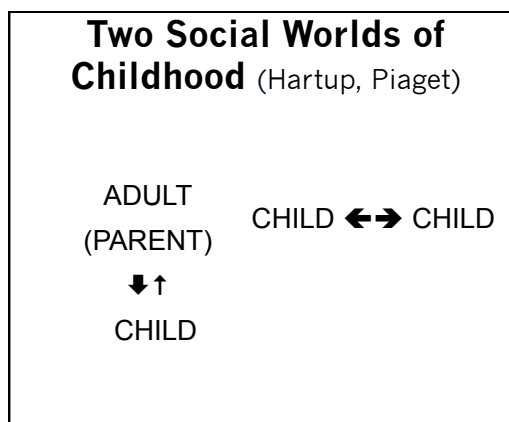 Two Social Worlds of
Childhood (Hartup, Piaget)
ADULT
(PARENT)
🡇↑
CHILD
CHILD 🡸🡺 CHILD